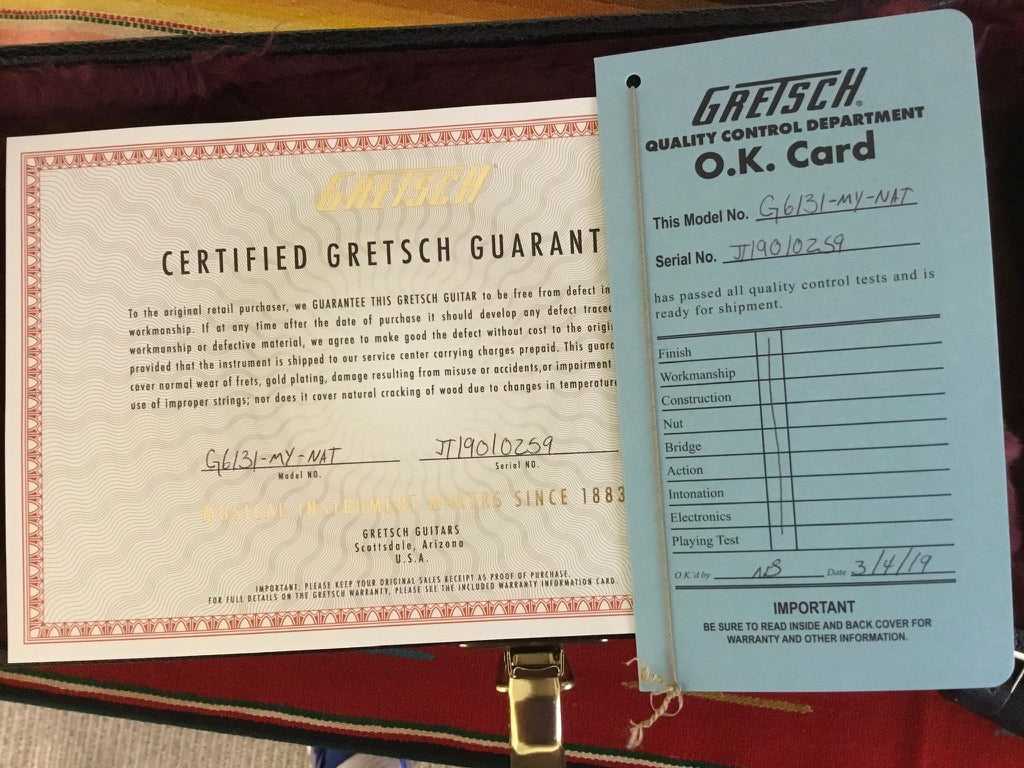 GRETSCH
CERTIFIED GRETSCH GUARANT
To the original retail purchaser, we GUARANTEE THIS GRETSCH GUITAR to be free from defect in
workmanship. If at any time after the date of purchase it should develop any defect
workmanship or defective material, we agree to make good the defect without cost to the
provided that the instrument is shipped to our service center carrying charges prepaid. This
cover normal wear of frets, gold plating, damage resulting from misuse or accidents,or impairment
use of improper strings; nor does it cover natural cracking of wood due to changes in
G6131-MY-NAT
JT19010259
Model NO.
Serial NO.
MUSICAL INSTRUMENT MAKERS SINCE 1883
GRETSCH GUITARS
Scottsdale, Arizona
U.S.A.
IMPORTANT: PLEASE KEEP YOUR ORIGINAL SALES RECEIPT AS PROOF OF PURCHASE.
FOR FULL DETAILS ON THE GRETSCH WARRANTY, PLEASE SEE THE INCLUDED WARRANTY INFORMATION CARD.
GRETSCH®
QUALITY CONTROL DEPARTMENT
O.K. Card
This Model No. G6131-MY-NAT
Serial No. JT19010259
has passed all quality control tests and is
ready for shipment.
Finish
Workmanship
Construction
Nut
Bridge
Action
Intonation
Electronics
Playing Test
O.K.'d by NB Date 3/4/19
IMPORTANT
BE SURE TO READ INSIDE AND BACK COVER FOR
WARRANTY AND OTHER INFORMATION.